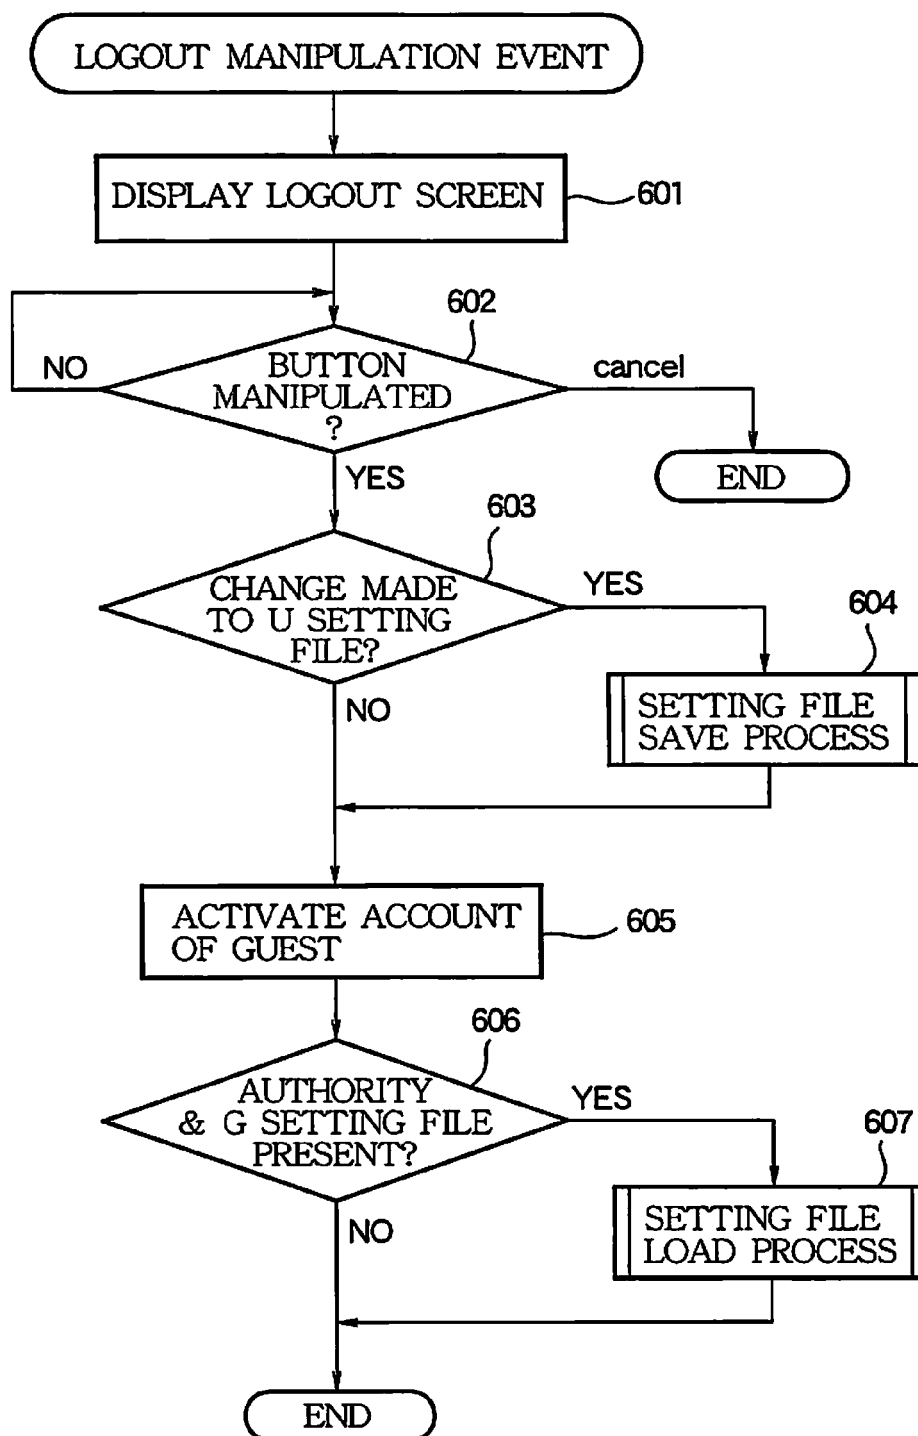 LOGOUT MANIPULATION EVENT
DISPLAY LOGOUT SCREEN
601
602
NO
BUTTON
MANIPULATED
?
cancel
END
YES
603
CHANGE MADE
TO U SETTING
FILE?
YES
604
SETTING FILE
SAVE PROCESS
NO
ACTIVATE ACCOUNT
OF GUEST
605
606
AUTHORITY
& G SETTING FILE
PRESENT?
YES
607
SETTING FILE
LOAD PROCESS
NO
END